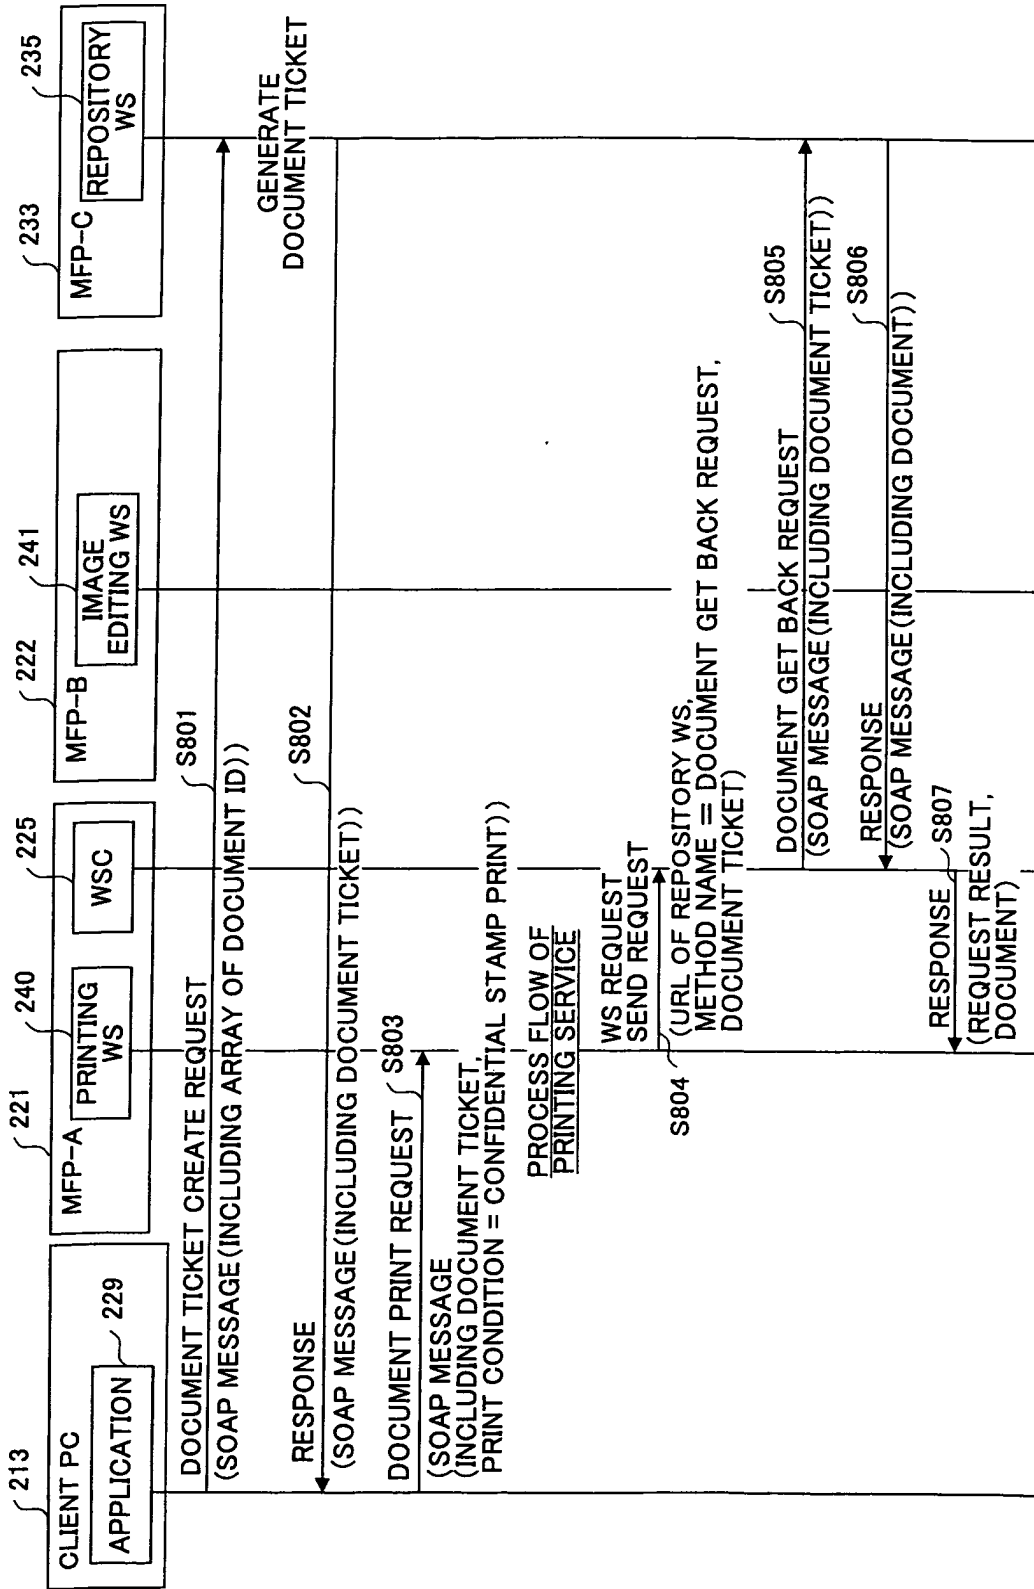 213
CLIENT PC
APPLICATION
229
221
MFP-A
240
PRINTING
WS
225
WSC
222
MFP-B
241
IMAGE
EDITING WS
233
MFP-C
235
REPOSITORY
WS
DOCUMENT TICKET CREATE REQUEST
S801
(SOAP MESSAGE(INCLUDING ARRAY OF DOCUMENT ID))
GENERATE
DOCUMENT TICKET
RESPONSE
S802
(SOAP MESSAGE(INCLUDING DOCUMENT TICKET))
DOCUMENT PRINT REQUEST
S803
(SOAP MESSAGE
(INCLUDING DOCUMENT TICKET,
PRINT CONDITION = CONFIDENTIAL STAMP PRINT))
PROCESS FLOW OF
PRINTING SERVICE
WS REQUEST
SEND REQUEST
S804
(URL OF REPOSITORY WS,
METHOD NAME = DOCUMENT GET BACK REQUEST,
DOCUMENT TICKET)
DOCUMENT GET BACK REQUEST
S805
(SOAP MESSAGE(INCLUDING DOCUMENT TICKET))
RESPONSE
S806
(SOAP MESSAGE(INCLUDING DOCUMENT))
RESPONSE
S807
(REQUEST RESULT,
DOCUMENT)